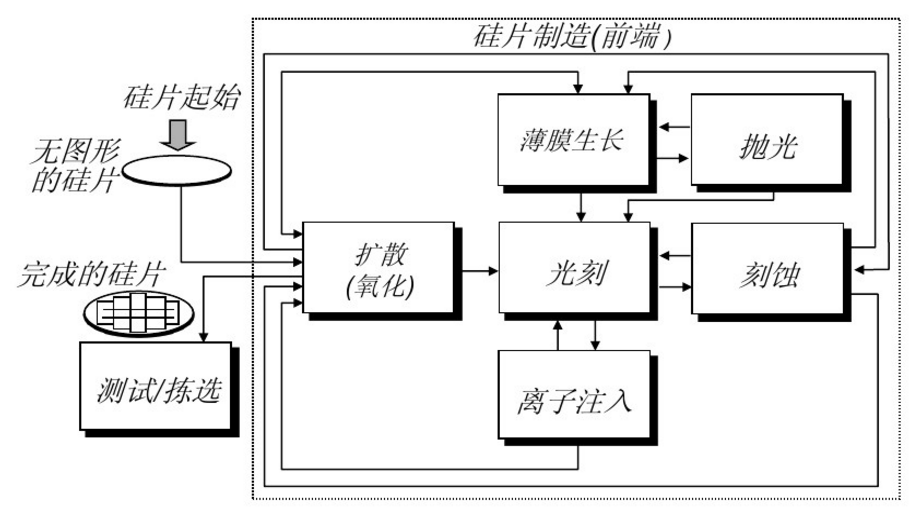 硅片制造(前端)
硅片起始
无图形
的硅片
薄膜生长
抛光
扩散
(氧化)
光刻
刻蚀
完成的硅片
测试/拣选
离子注入